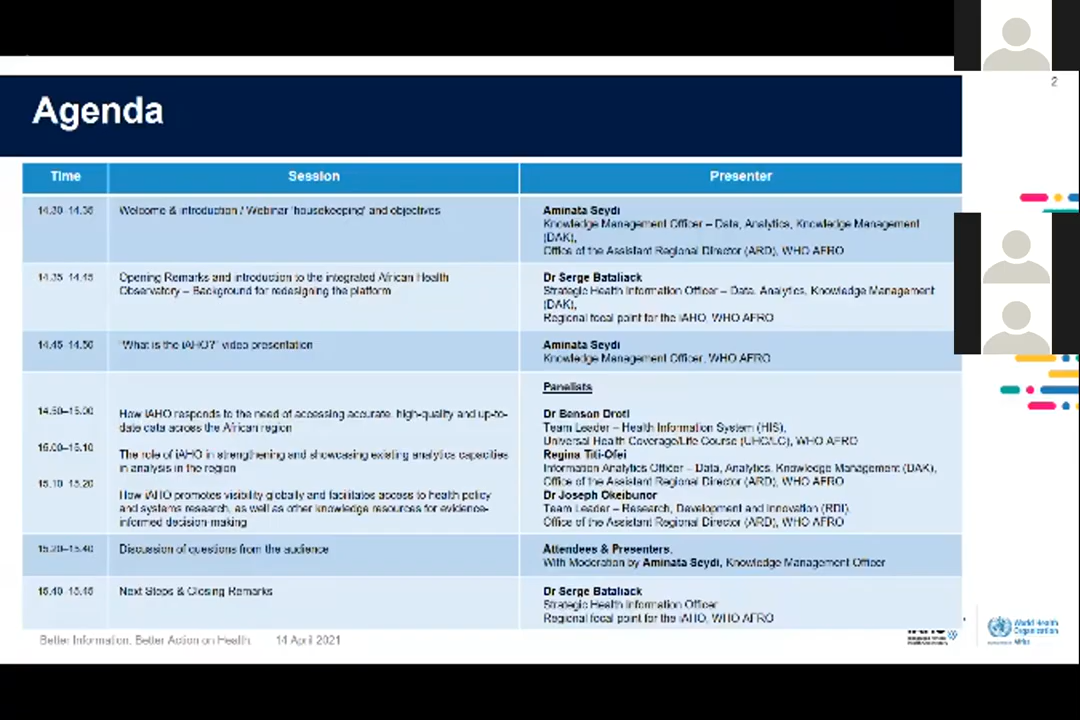 2
Agenda
Time Session Presenter
14.30–14.35 Welcome & introduction / Webinar 'housekeeping' and objectives Aminata Seydi
Knowledge Management Officer – Data, Analytics, Knowledge Management
(DAK),
Office of the Assistant Regional Director (ARD), WHO AFRO
14.35–14.45 Opening Remarks and introduction to the integrated African Health Dr Serge Bataliack
Observatory – Background for redesigning the platform Strategic Health Information Officer – Data, Analytics, Knowledge Management
(DAK),
Regional focal point for the iAHO, WHO AFRO
14.45–14.50 "What is the iAHO?" video presentation Aminata Seydi
Knowledge Management Officer, WHO AFRO
Panelists
14.50–15.00 How iAHO responds to the need of accessing accurate, high-quality and up-to- Dr Benson Droti
date data across the African region Team Leader – Health Information System (HIS),
Universal Health Coverage/Life Course (UHC/LC), WHO AFRO
15.00–15.10 The role of iAHO in strengthening and showcasing existing analytics capacities Regina Titi-Ofei
in analysis in the region Information Analytics Officer – Data, Analytics, Knowledge Management (DAK),
Office of the Assistant Regional Director (ARD), WHO AFRO
15.10–15.20 How iAHO promotes visibility globally and facilitates access to health policy Dr Joseph Okeibunor
and systems research, as well as other knowledge resources for evidence- Team Leader – Research, Development and Innovation (RDI),
informed decision-making Office of the Assistant Regional Director (ARD), WHO AFRO
15.20–15.40 Discussion of questions from the audience Attendees & Presenters.
With Moderation by Aminata Seydi, Knowledge Management Officer
15.40–15.45 Next Steps & Closing Remarks Dr Serge Bataliack
Strategic Health Information Officer
Regional focal point for the iAHO, WHO AFRO
Better Information. Better Action on Health. 14 April 2021
World Health
Organization
Africa